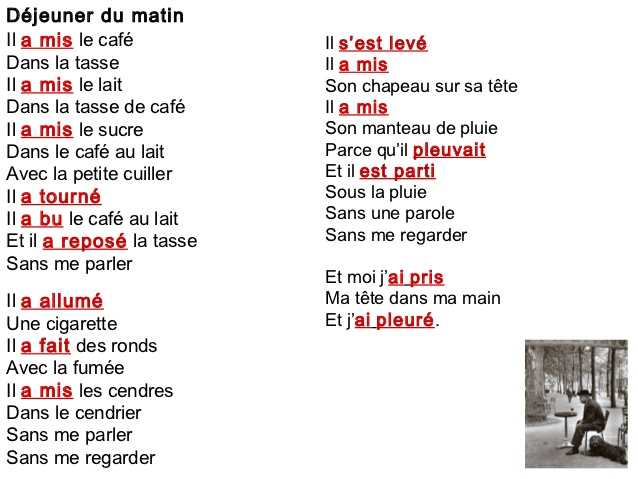 Déjeuner du matin
Il a mis le café
Dans la tasse
Il a mis le lait
Dans la tasse de café
Il a mis le sucre
Dans le café au lait
Avec la petite cuiller
Il a tourné
Il a bu le café au lait
Et il a reposé la tasse
Sans me parler
Il a allumé
Une cigarette
Il a fait des ronds
Avec la fumée
Il a mis les cendres
Dans le cendrier
Sans me parler
Sans me regarder
Il s’est levé
Il a mis
Son chapeau sur sa tête
Il a mis
Son manteau de pluie
Parce qu’il pleuvait
Et il est parti
Sous la pluie
Sans une parole
Sans me regarder
Et moi j’ai pris
Ma tête dans ma main
Et j’ai pleuré.